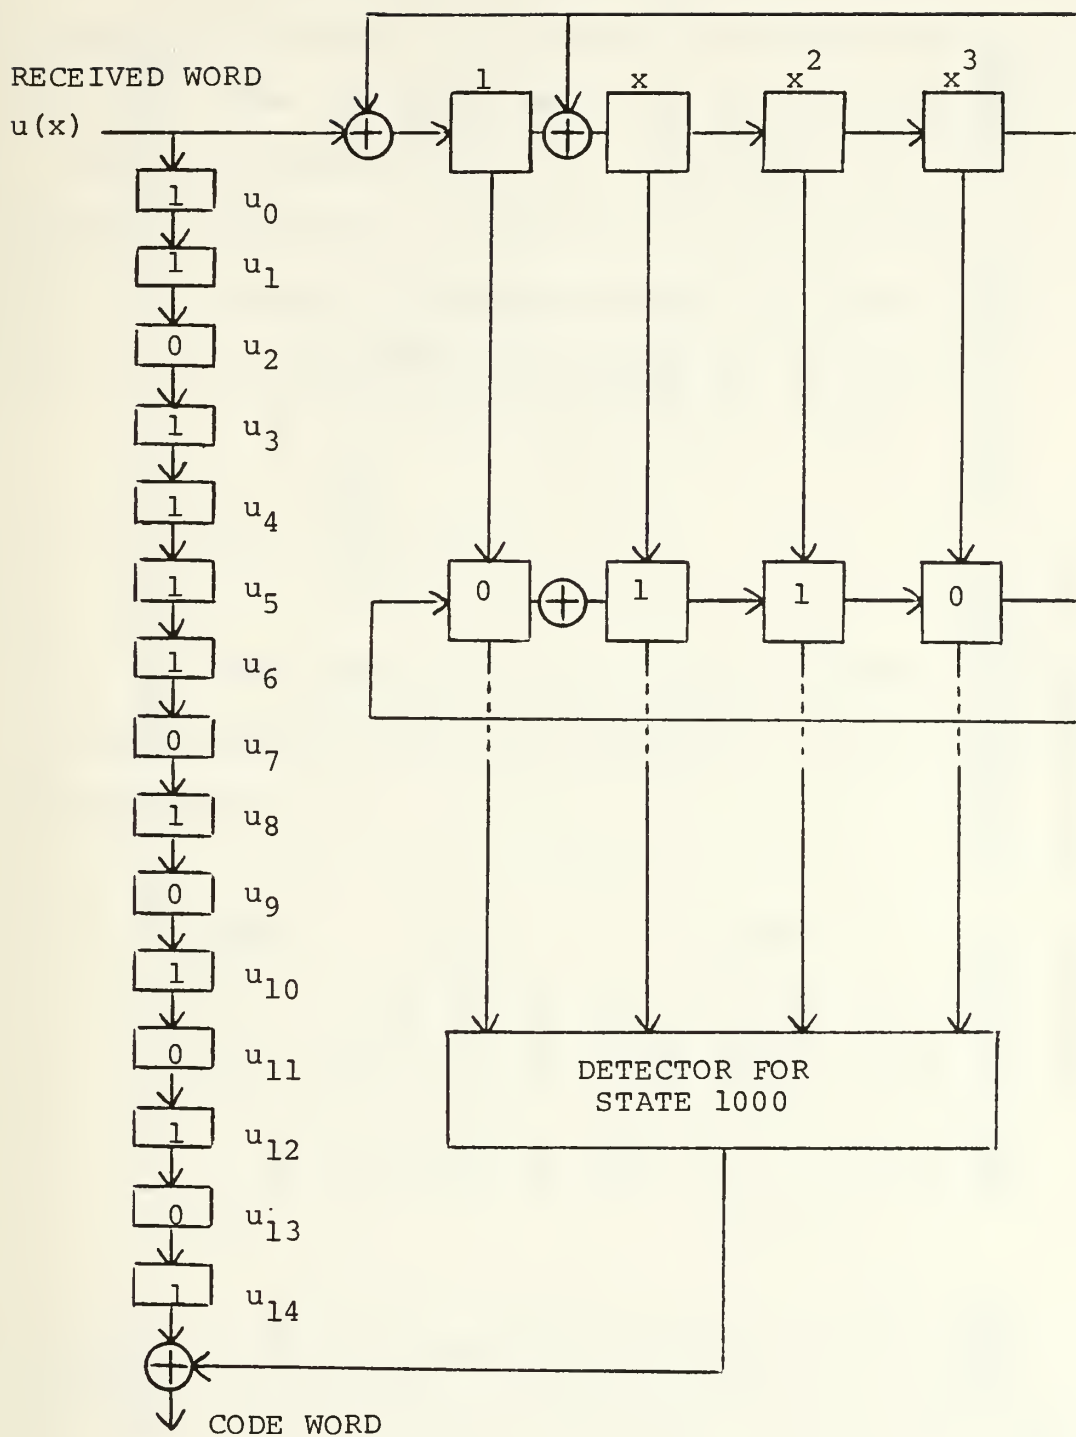 RECEIVED WORD
u(x)
1 x x² x³
1 u₀
1 u₁
0 u₂
1 u₃
1 u₄
1 u₅
0 1 1 0
1 u₆
0 u₇
1 u₈
0 u₉
1 u₁₀
0 u₁₁
DETECTOR FOR
STATE 1000
1 u₁₂
0 u₁₃
1 u₁₄
CODE WORD